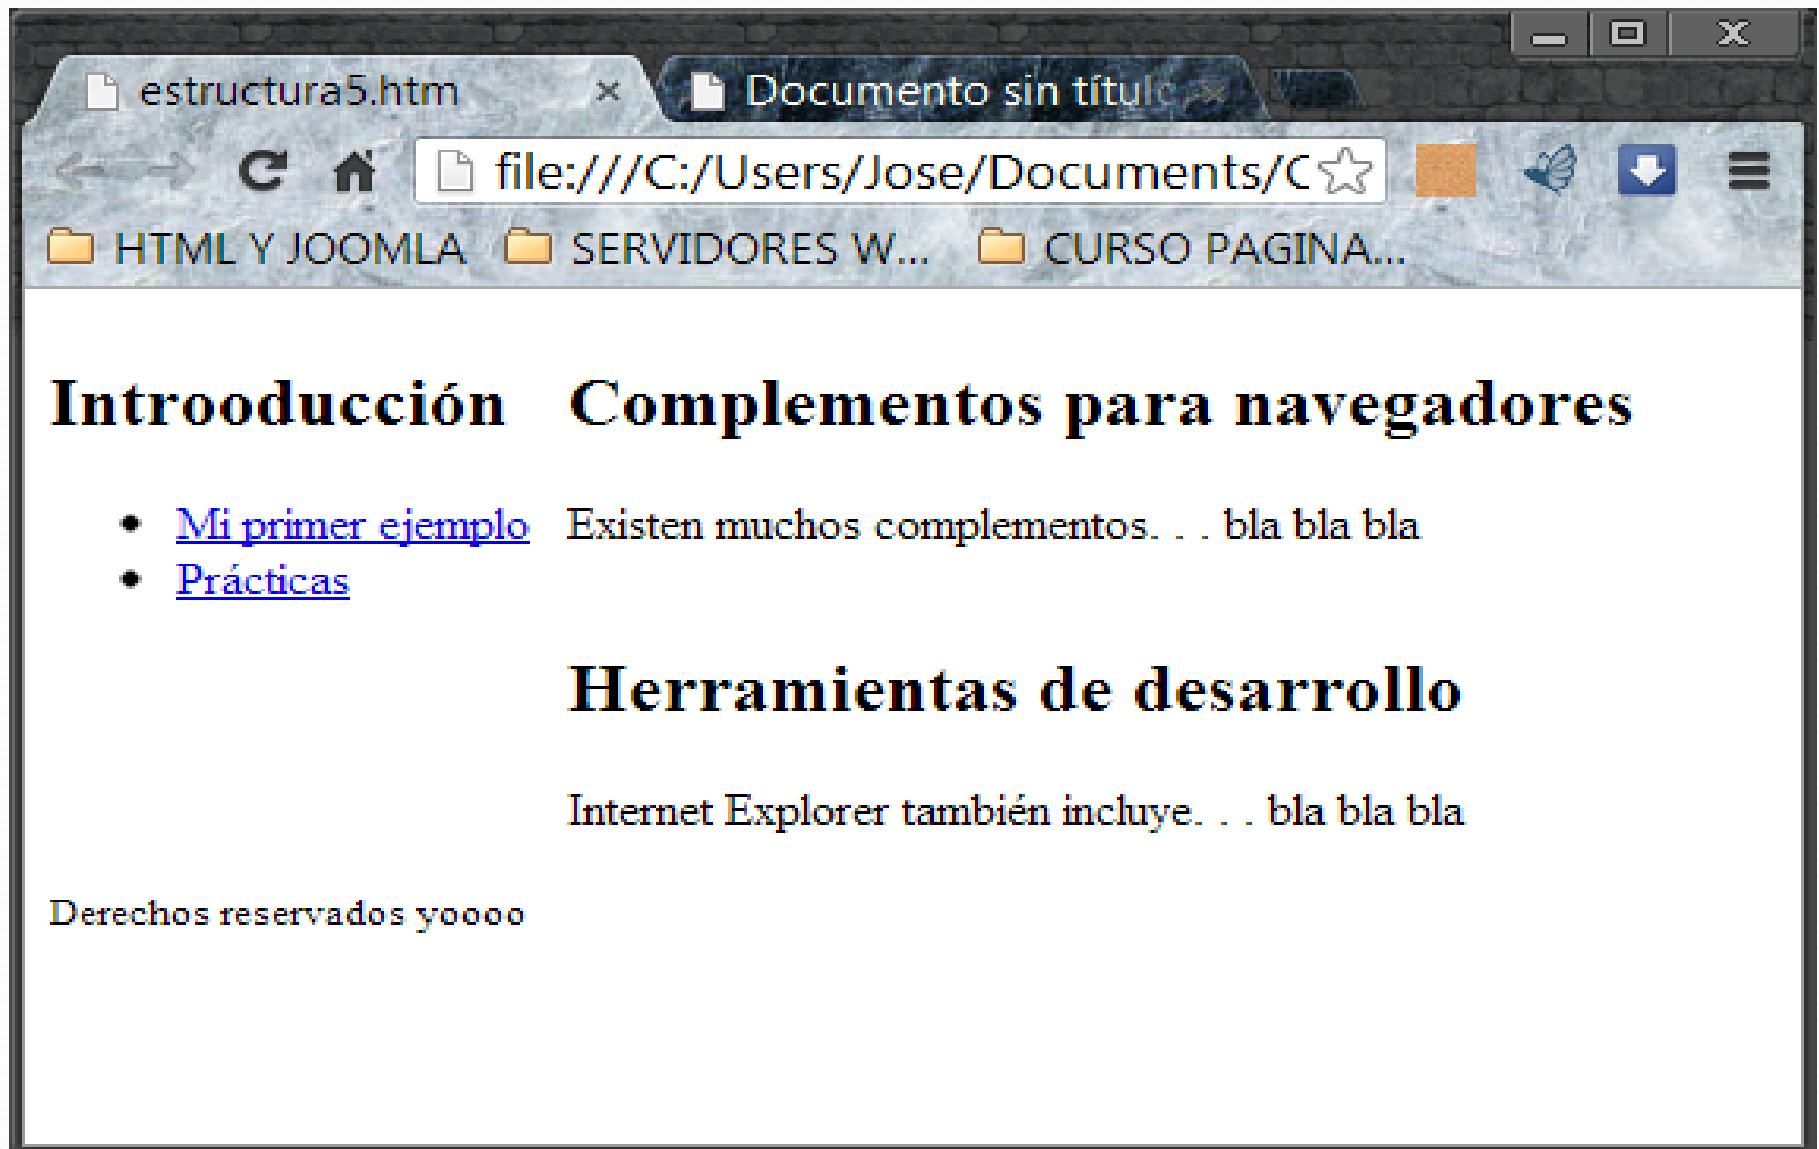 estructura5.htm
Documento sin título
file:///C:/Users/Jose/Documents/C
HTML Y JOOMLA
SERVIDORES W...
CURSO PAGINA...
Introoducción
Mi primer ejemplo
Prácticas
Complementos para navegadores
Existen muchos complementos. . . bla bla bla
Herramientas de desarrollo
Internet Explorer también incluye. . . bla bla bla
Derechos reservados yoooo